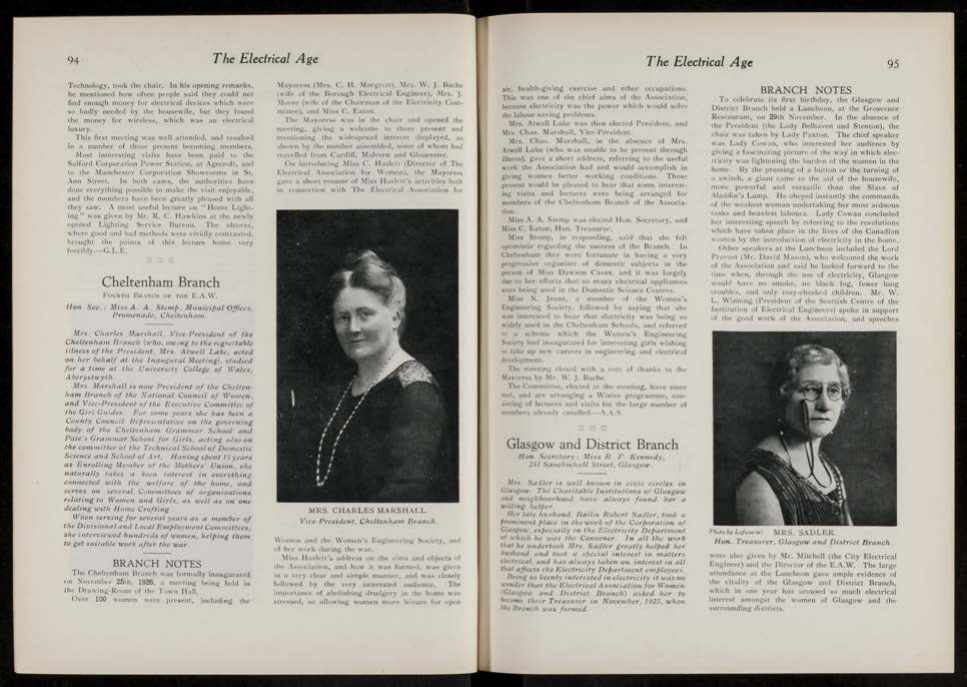 94
The Electrical Age
Technology, took the chair. In his opening remarks,
he mentioned how often people said they could not
find enough money for electrical devices which were
so badly needed by the housewife, but they found
the money for wireless, which was an electrical
luxury.
This first meeting was well attended, and resulted
in a number of those present becoming members.
Most interesting visits have been paid to the
Salford Corporation Power Station, at Agecroft, and
to the Manchester Corporation Showrooms in St.
Ann Street. In both cases, the authorities have
done everything possible to make the visit enjoyable,
and the members have been greatly pleased with all
they saw. A most useful lecture on "Home Light-
ing" was given by Mr. R. C. Hawkins at the newly
opened Lighting Service Bureau. The alcoves,
where good and bad methods were vividly contrasted,
brought the points of this lecture home very
forcibly.—G.L.E.
Cheltenham Branch
FOURTH BRANCH OF THE E.A.W.
Hon Sec.: Miss A. A. Stemp, Municipal Offices,
Promenade, Cheltenham.
Mrs. Charles Marshall, Vice-President of the
Cheltenham Branch (who, owing to the regrettable
illness of the President, Mrs. Atwell Lake, acted
on her behalf at the Inaugural Meeting), studied
for a time at the University College of Wales,
Aberystwyth.
Mrs. Marshall is now President of the Chelten-
ham Branch of the National Council of Women,
and Vice-President of the Executive Committee of
the Girl Guides. For some years she has been a
County Council Representative on the governing
body of the Cheltenham Grammar School and
Pate's Grammar School for Girls, acting also on
the committee of the Technical School of Domestic
Science and School of Art. Having spent 15 years
as Enrolling Member of the Mothers' Union, she
naturally takes a keen interest in everything
connected with the welfare of the home, and
serves on several Committees of organisations
relating to Women and Girls, as well as on one
dealing with Home Crofting.
When serving for several years as a member of
the Divisional and Local Employment Committees,
she interviewed hundreds of women, helping them
to get suitable work after the war.
BRANCH NOTES
The Cheltenham Branch was formally inaugurated
on November 25th, 1926, a meeting being held in
the Drawing-Room of the Town Hall.
Over 100 women were present, including the
Mayoress (Mrs. C. H. Margrett), Mrs. W. J. Bache
(wife of the Borough Electrical Engineer), Mrs. J.
Moore (wife of the Chairman of the Electricity Com-
mittee), and Miss C. Eaton.
The Mayoress was in the chair and opened the
meeting, giving a welcome to those present and
mentioning the widespread interest displayed, as
shown by the number assembled, some of whom had
travelled from Cardiff, Malvern and Gloucester.
On introducing Miss C. Haslett (Director of The
Electrical Association for Women), the Mayoress
gave a short resumé of Miss Haslett's activities both
in connection with The Electrical Association for
MRS. CHARLES MARSHALL
Vice-President, Cheltenham Branch.
Women and the Women's Engineering Society, and
of her work during the war.
Miss Haslett's address on the aims and objects of
the Association, and how it was formed, was given
in a very clear and simple manner, and was closely
followed by the very interested audience. The
importance of abolishing drudgery in the home was
stressed, so allowing women more leisure for open
The Electrical Age
95
air, health-giving exercise and other occupations.
This was one of the chief aims of the Association,
because electricity was the power which would solve
the labour-saving problems.
Mrs. Atwell Lake was then elected President, and
Mrs. Chas. Marshall, Vice-President.
Mrs. Chas. Marshall, in the absence of Mrs.
Atwell Lake (who was unable to be present through
illness), gave a short address, referring to the useful
work the Association had and would accomplish in
giving women better working conditions. Those
present would be pleased to hear that some interest-
ing visits and lectures were being arranged for
members of the Cheltenham Branch of the Associa-
tion.
Miss A. A. Stemp was elected Hon. Secretary, and
Miss C. Eaton, Hon. Treasurer.
Miss Stemp, in responding, said that she felt
optimistic regarding the success of the Branch. In
Cheltenham they were fortunate in having a very
progressive organiser of domestic subjects in the
person of Miss Dawson Caves, and it was largely
due to her efforts that so many electrical appliances
were being used in the Domestic Science Centres.
Miss N. Jeans, a member of the Women's
Engineering Society, followed by saying that she
was interested to hear that electricity was being so
widely used in the Cheltenham Schools, and referred
to a scheme which the Women's Engineering
Society had inaugurated for interesting girls wishing
to take up new careers in engineering and electrical
development.
The meeting closed with a vote of thanks to the
Mayoress by Mr. W. J. Bache.
The Committee, elected at the meeting, have since
met, and are arranging a Winter programme, con-
sisting of lectures and visits for the large number of
members already enrolled.—A.A.S.
Glasgow and District Branch
Hon. Secretary: Miss R. F. Kennedy,
251 Sauchiehall Street, Glasgow.
Mrs. Sadler is well known in civic circles in
Glasgow. The Charitable Institutions of Glasgow
and neighbourhood have always found her a
willing helper.
Her late husband, Bailie Robert Sadler, took a
prominent place in the work of the Corporation of
Glasgow, especially in the Electricity Department
of which he was the Convener. In all the work
that he undertook Mrs. Sadler greatly helped her
husband and took a special interest in matters
electrical, and has always taken an interest in all
that affects the Electricity Department employees.
Being so keenly interested in electricity it was no
wonder that the Electrical Association for Women
(Glasgow and District Branch) asked her to
become their Treasurer in November, 1925, when
the Branch was formed.
BRANCH NOTES
To celebrate its first birthday, the Glasgow and
District Branch held a Luncheon, at the Grosvenor
Restaurant, on 29th November. In the absence of
the President (the Lady Belhaven and Stenton), the
chair was taken by Lady Paxton. The chief speaker
was Lady Cowan, who interested her audience by
giving a fascinating picture of the way in which elec-
tricity was lightening the burden of the women in the
home. By the pressing of a button or the turning of
a switch, a giant came to the aid of the housewife,
more powerful and versatile than the Slave of
Aladdin's Lamp. He obeyed instantly the commands
of the weakest woman undertaking her most arduous
tasks and heaviest labours. Lady Cowan concluded
her interesting speech by referring to the revolutions
which have taken place in the lives of the Canadian
women by the introduction of electricity in the home.
Other speakers at the Luncheon included the Lord
Provost (Mr. David Mason), who welcomed the work
of the Association and said he looked forward to the
time when, through the use of electricity, Glasgow
would have no smoke, no black fog, fewer lung
troubles, and only rosy-cheeked children. Mr. W.
L. Winning (President of the Scottish Centre of the
Institution of Electrical Engineers) spoke in support
of the good work of the Association, and speeches
Photo by Lafayette]
MRS. SADLER.
Hon. Treasurer, Glasgow and District Branch.
were also given by Mr. Mitchell (the City Electrical
Engineer) and the Director of the E.A.W. The large
attendance at the Luncheon gave ample evidence of
the vitality of the Glasgow and District Branch,
which in one year has aroused so much electrical
interest amongst the women of Glasgow and the
surrounding districts.